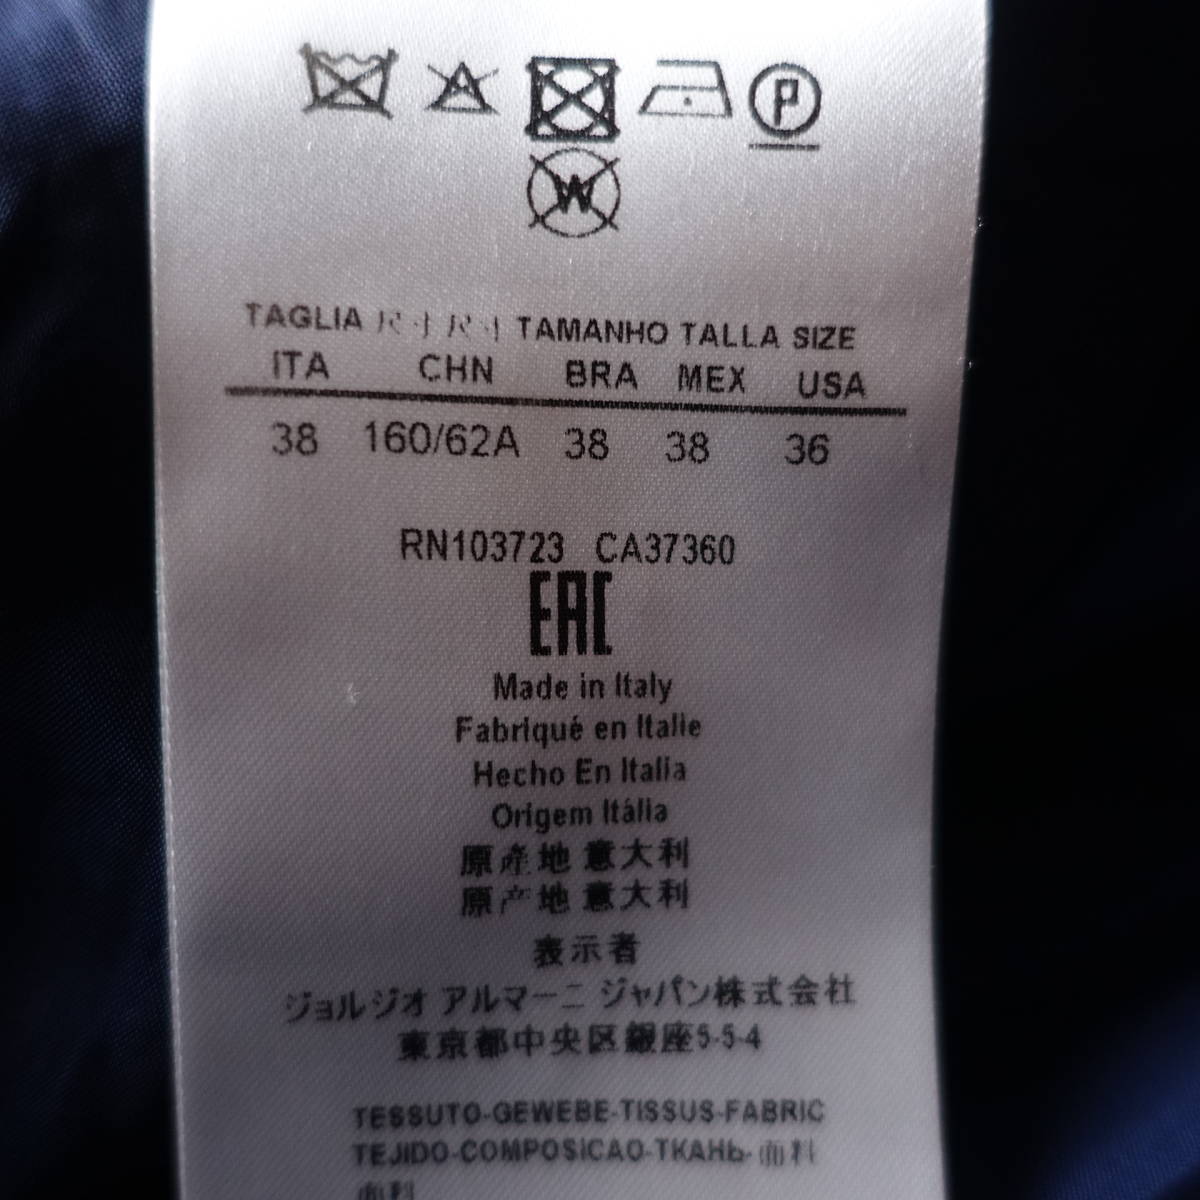 P
W
TAGLIA 尺寸 尺寸 TAMANHO TALLA SIZE
ITA CHN BRA MEX USA
38 160/62A 38 38 36
RN103723 CA37360
EAC
Made in Italy
Fabriqué en Italie
Hecho En Italia
Origem Itália
原産地 意大利
原产地 意大利
表示者
ジョルジオ アルマーニ ジャパン株式会社
東京都中央区銀座5-5-4
TESSUTO-GEWEBE-TISSUS-FABRIC
TEJIDO-COMPOSICAO-TKAHЬ-面料
面料